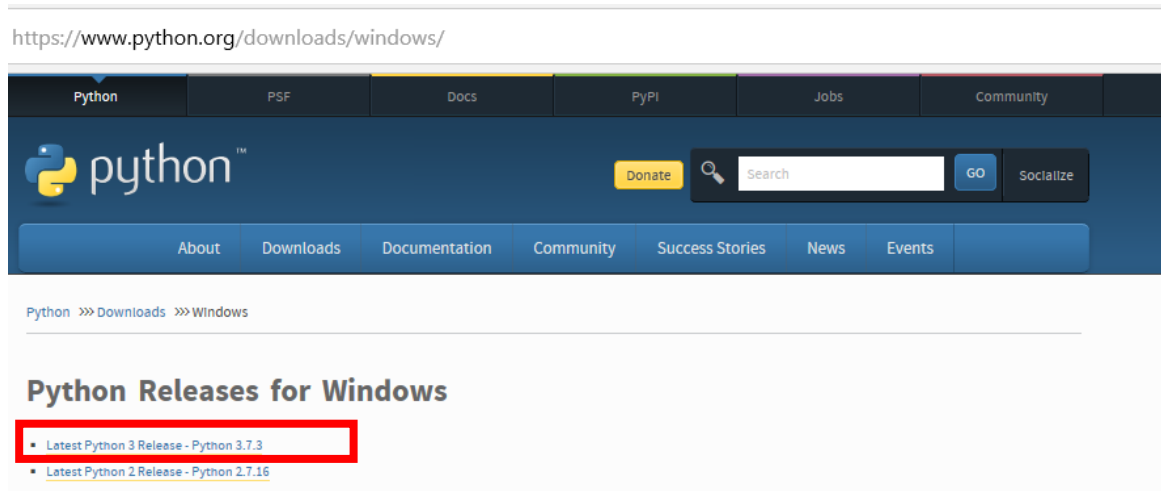 https://www.python.org/downloads/windows/
Python PSF Docs PyPI Jobs Community
python™ Donate Search GO Socialize
About Downloads Documentation Community Success Stories News Events
Python >>> Downloads >>> Windows
Python Releases for Windows
Latest Python 3 Release - Python 3.7.3
Latest Python 2 Release - Python 2.7.16